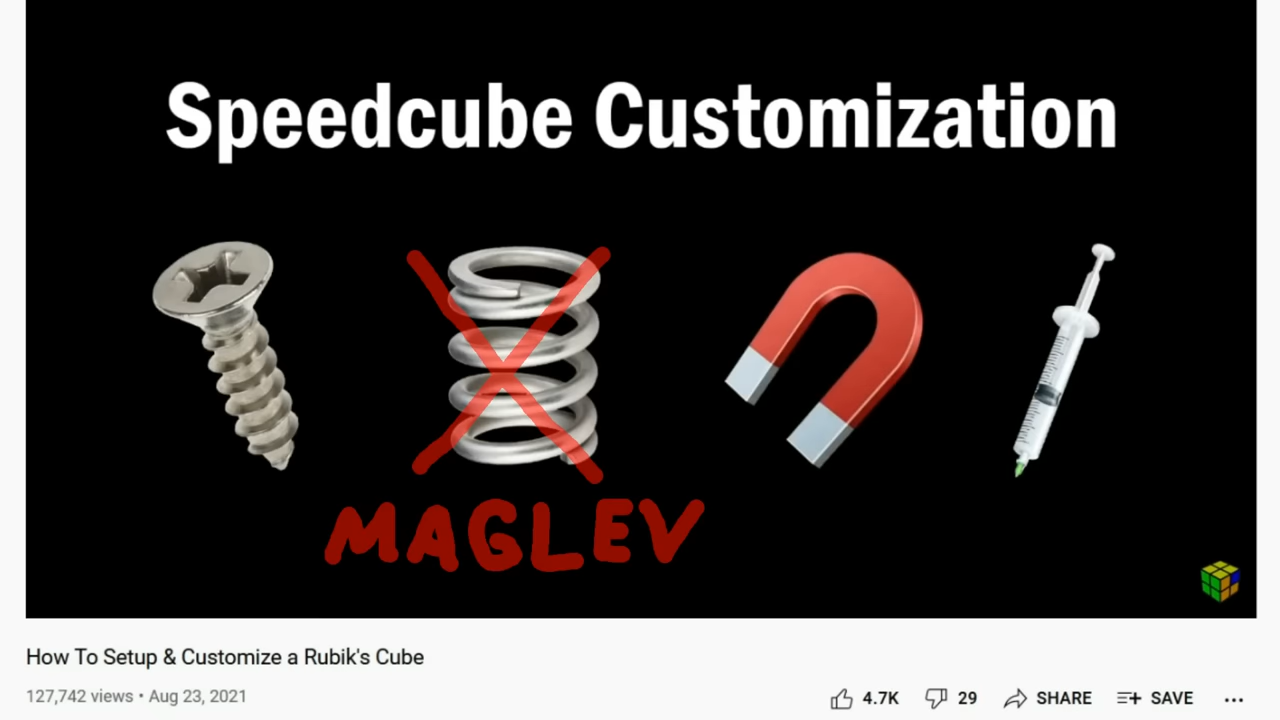 Speedcube Customization
MAGLEV
How To Setup & Customize a Rubik's Cube
127,742 views • Aug 23, 2021
4.7K 29 SHARE SAVE ...